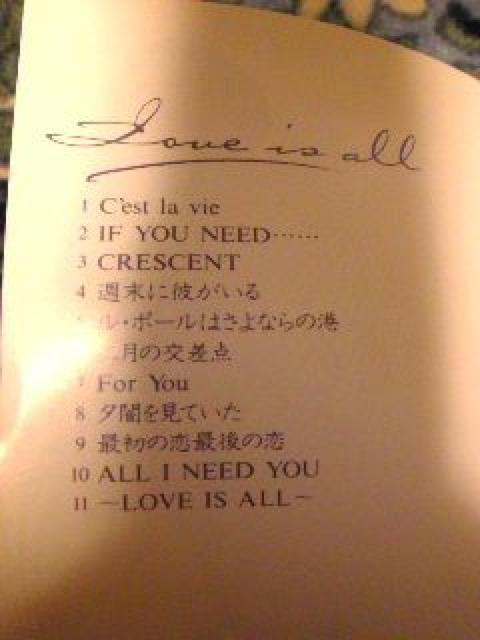 Love is all
1 C'est la vie
2 IF YOU NEED……
3 CRESCENT
4 週末に彼がいる
ル・ポールはさよならの港
月の交差点
7 For You
8 夕闇を見ていた
9 最初の恋最後の恋
10 ALL I NEED YOU
11 〜LOVE IS ALL〜